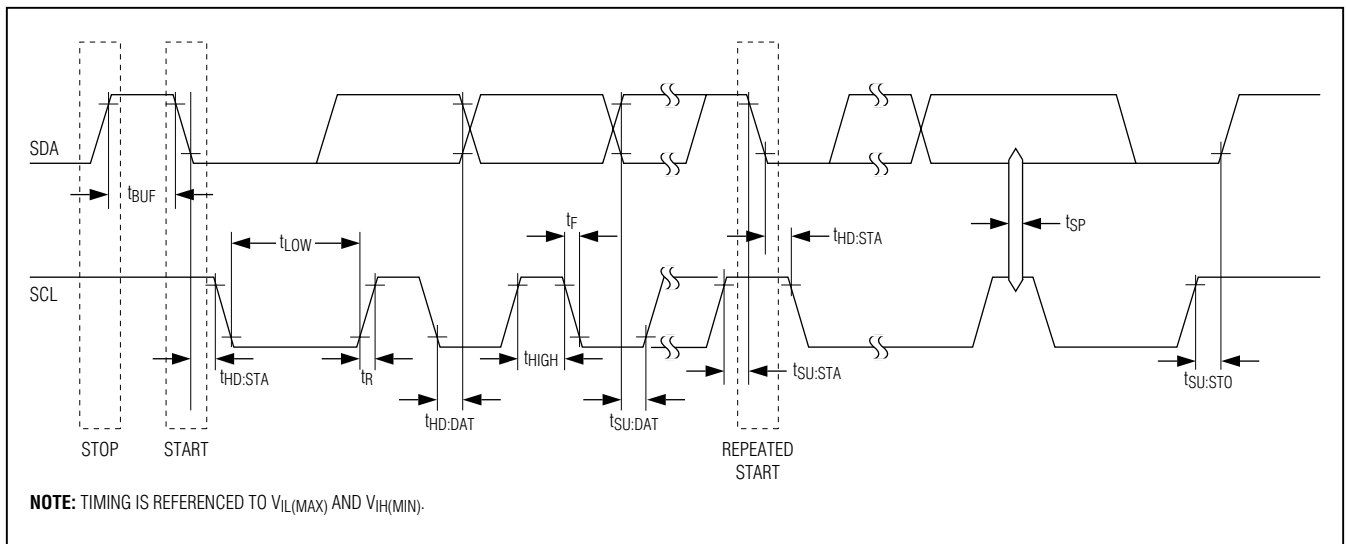 SDA
tBUF
tLOW
tF
tHD:STA
tSP
SCL
tHD:STA
tR
tHIGH
tSU:STA
tSU:STO
tHD:DAT
tSU:DAT
STOP
START
REPEATED
START
NOTE: TIMING IS REFERENCED TO VIL(MAX) AND VIH(MIN).